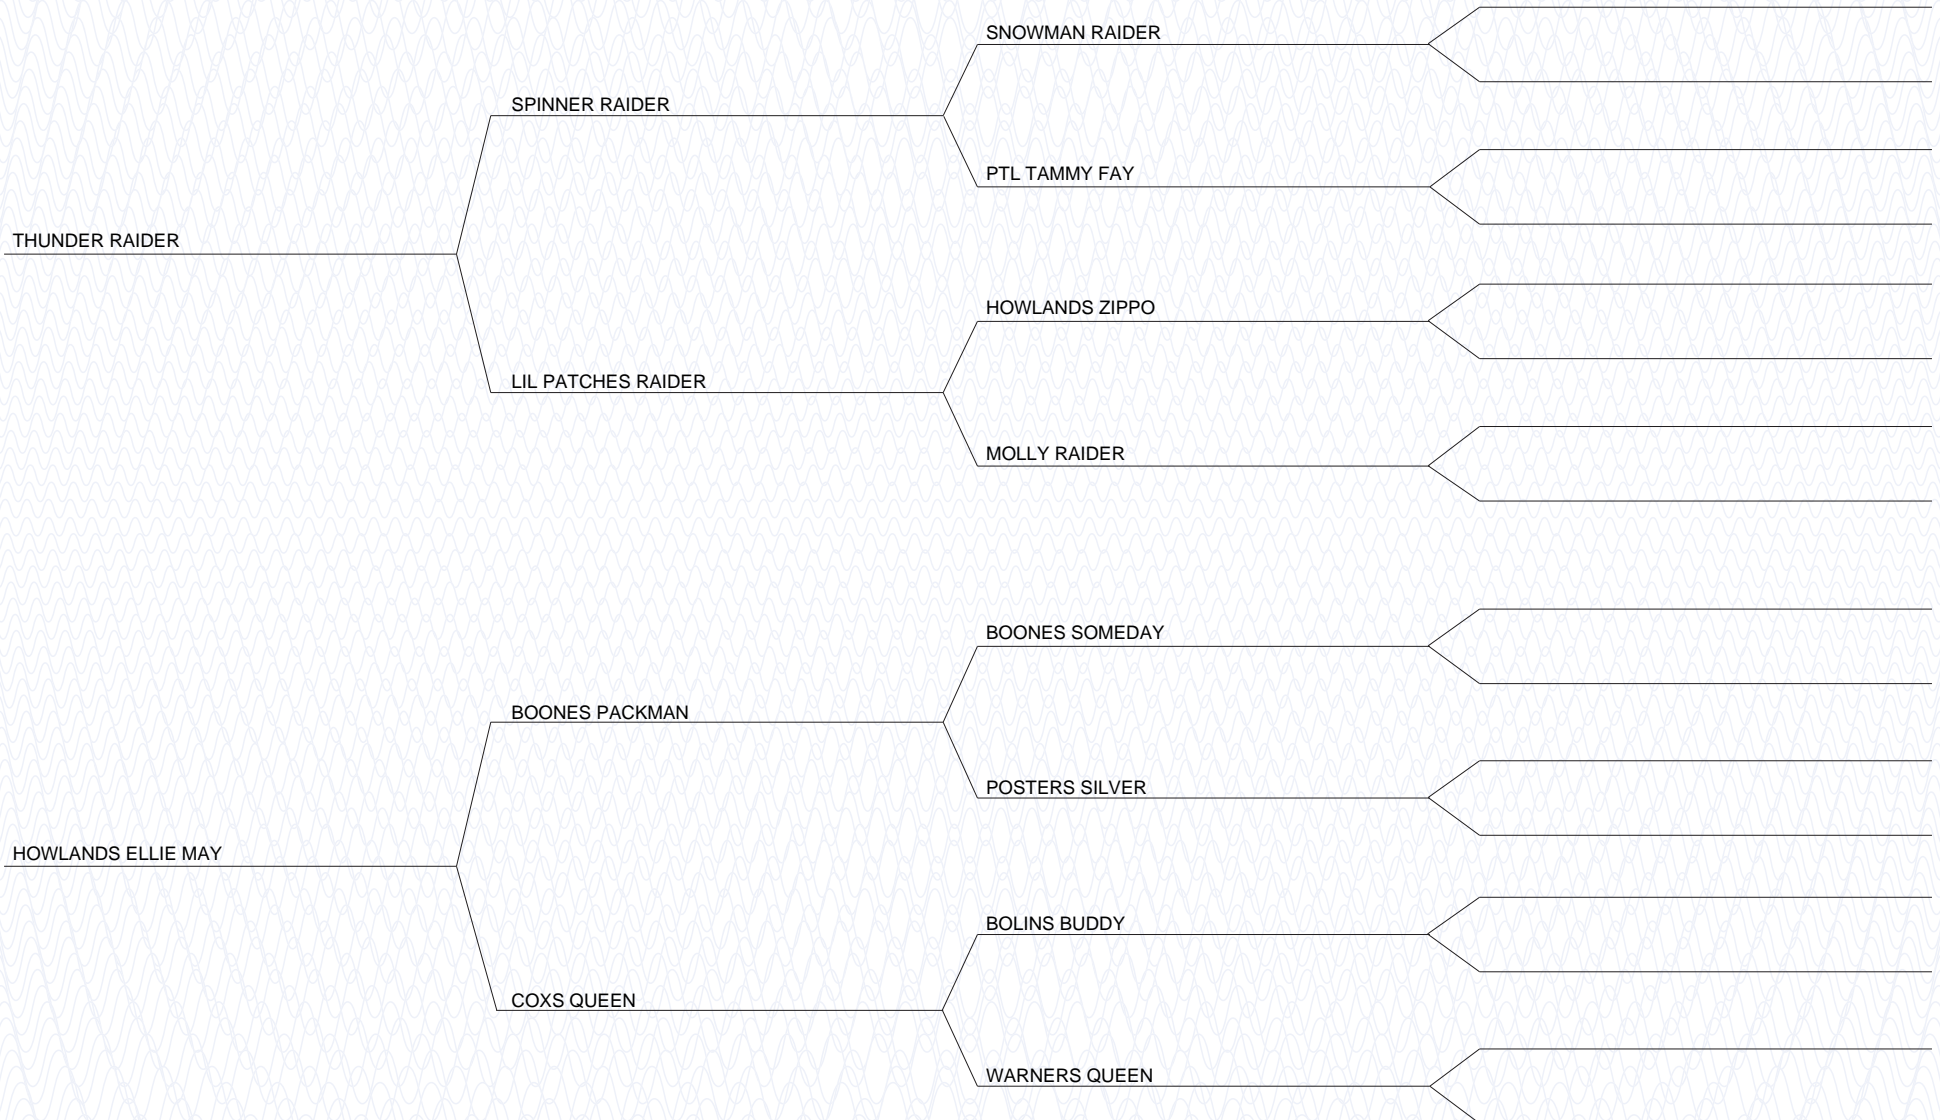 SNOWMAN RAIDER
SPINNER RAIDER
PTL TAMMY FAY
THUNDER RAIDER
HOWLANDS ZIPPO
LIL PATCHES RAIDER
MOLLY RAIDER
BOONES SOMEDAY
BOONES PACKMAN
POSTERS SILVER
HOWLANDS ELLIE MAY
BOLINS BUDDY
COXS QUEEN
WARNERS QUEEN